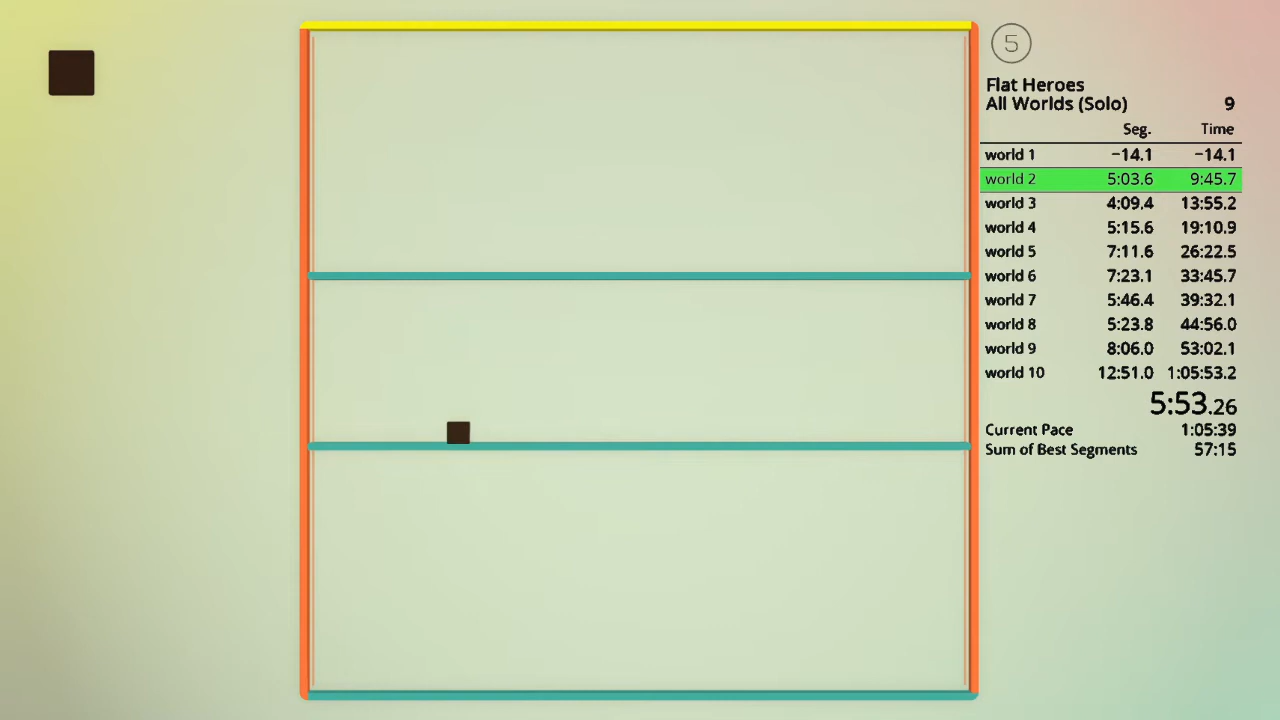 5
Flat Heroes
All Worlds (Solo) 9
Seg. Time
world 1 −14.1 −14.1
world 2 5:03.6 9:45.7
world 3 4:09.4 13:55.2
world 4 5:15.6 19:10.9
world 5 7:11.6 26:22.5
world 6 7:23.1 33:45.7
world 7 5:46.4 39:32.1
world 8 5:23.8 44:56.0
world 9 8:06.0 53:02.1
world 10 12:51.0 1:05:53.2
5:53.26
Current Pace 1:05:39
Sum of Best Segments 57:15